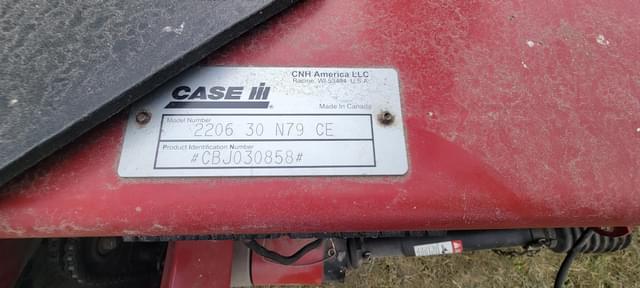 CNH America LLC
Racine, WI 53404 U.S.A.
CASE IH
Made in Canada
Model Number
2206 30 N79 CE
Product Identification Number
#CBJ030858#